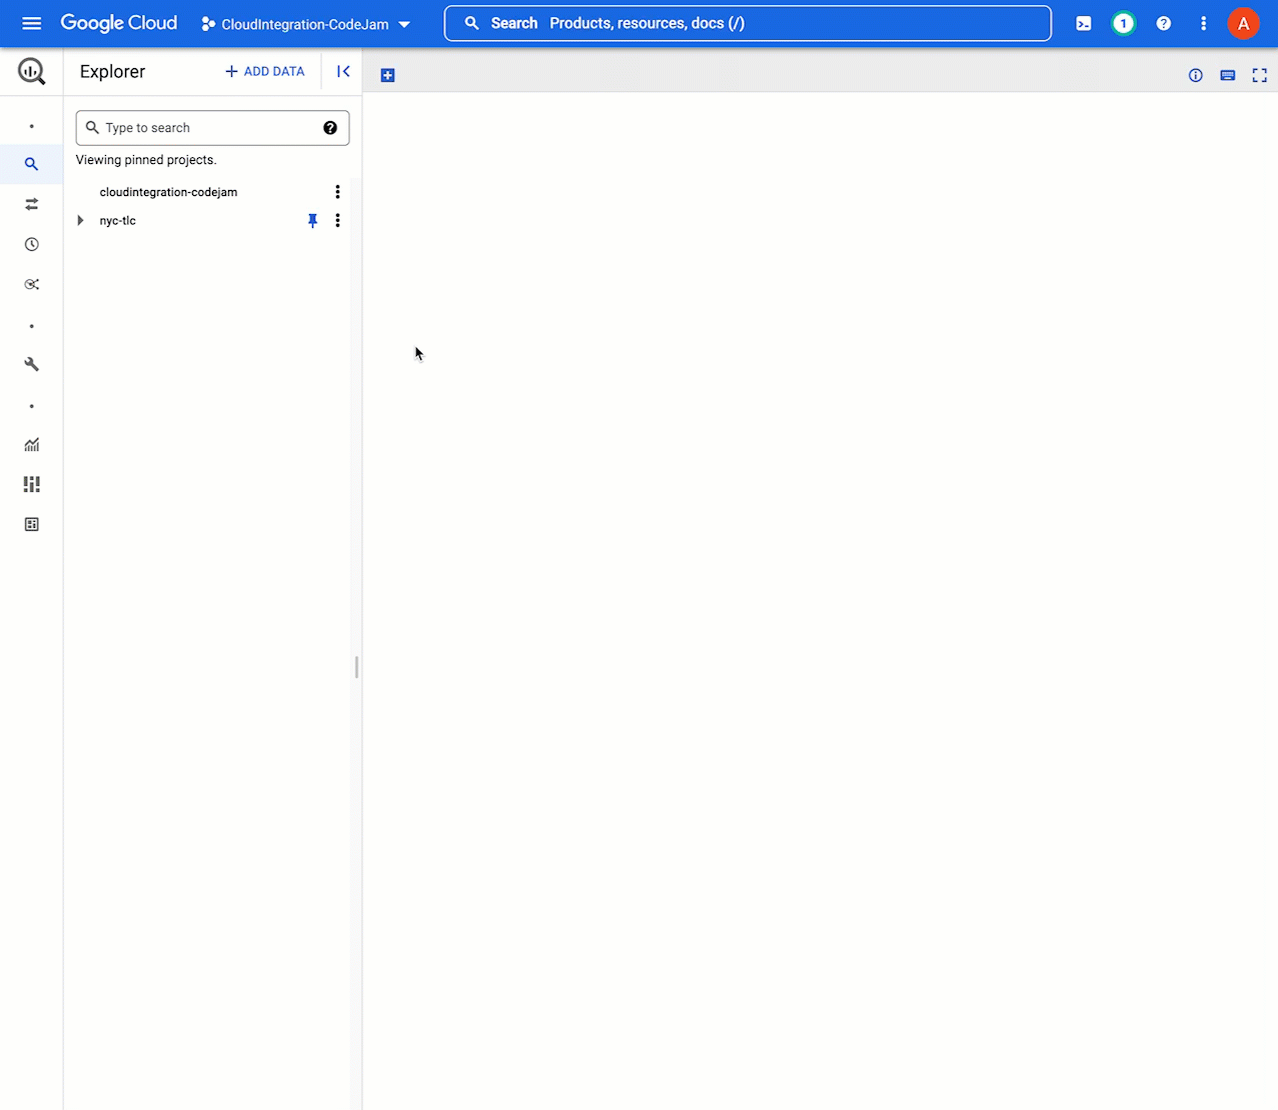 Google Cloud CloudIntegration-CodeJam Search Products, resources, docs (/) 1 A
Explorer ADD DATA
Type to search
Viewing pinned projects.
cloudintegration-codejam
nyc-tlc